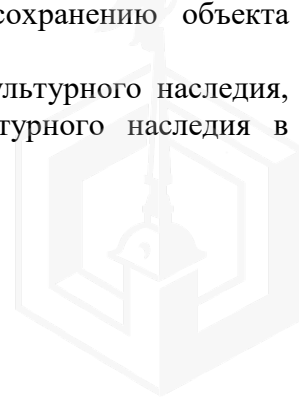 сохранению объекта
ультурного наследия,
турного наследия в